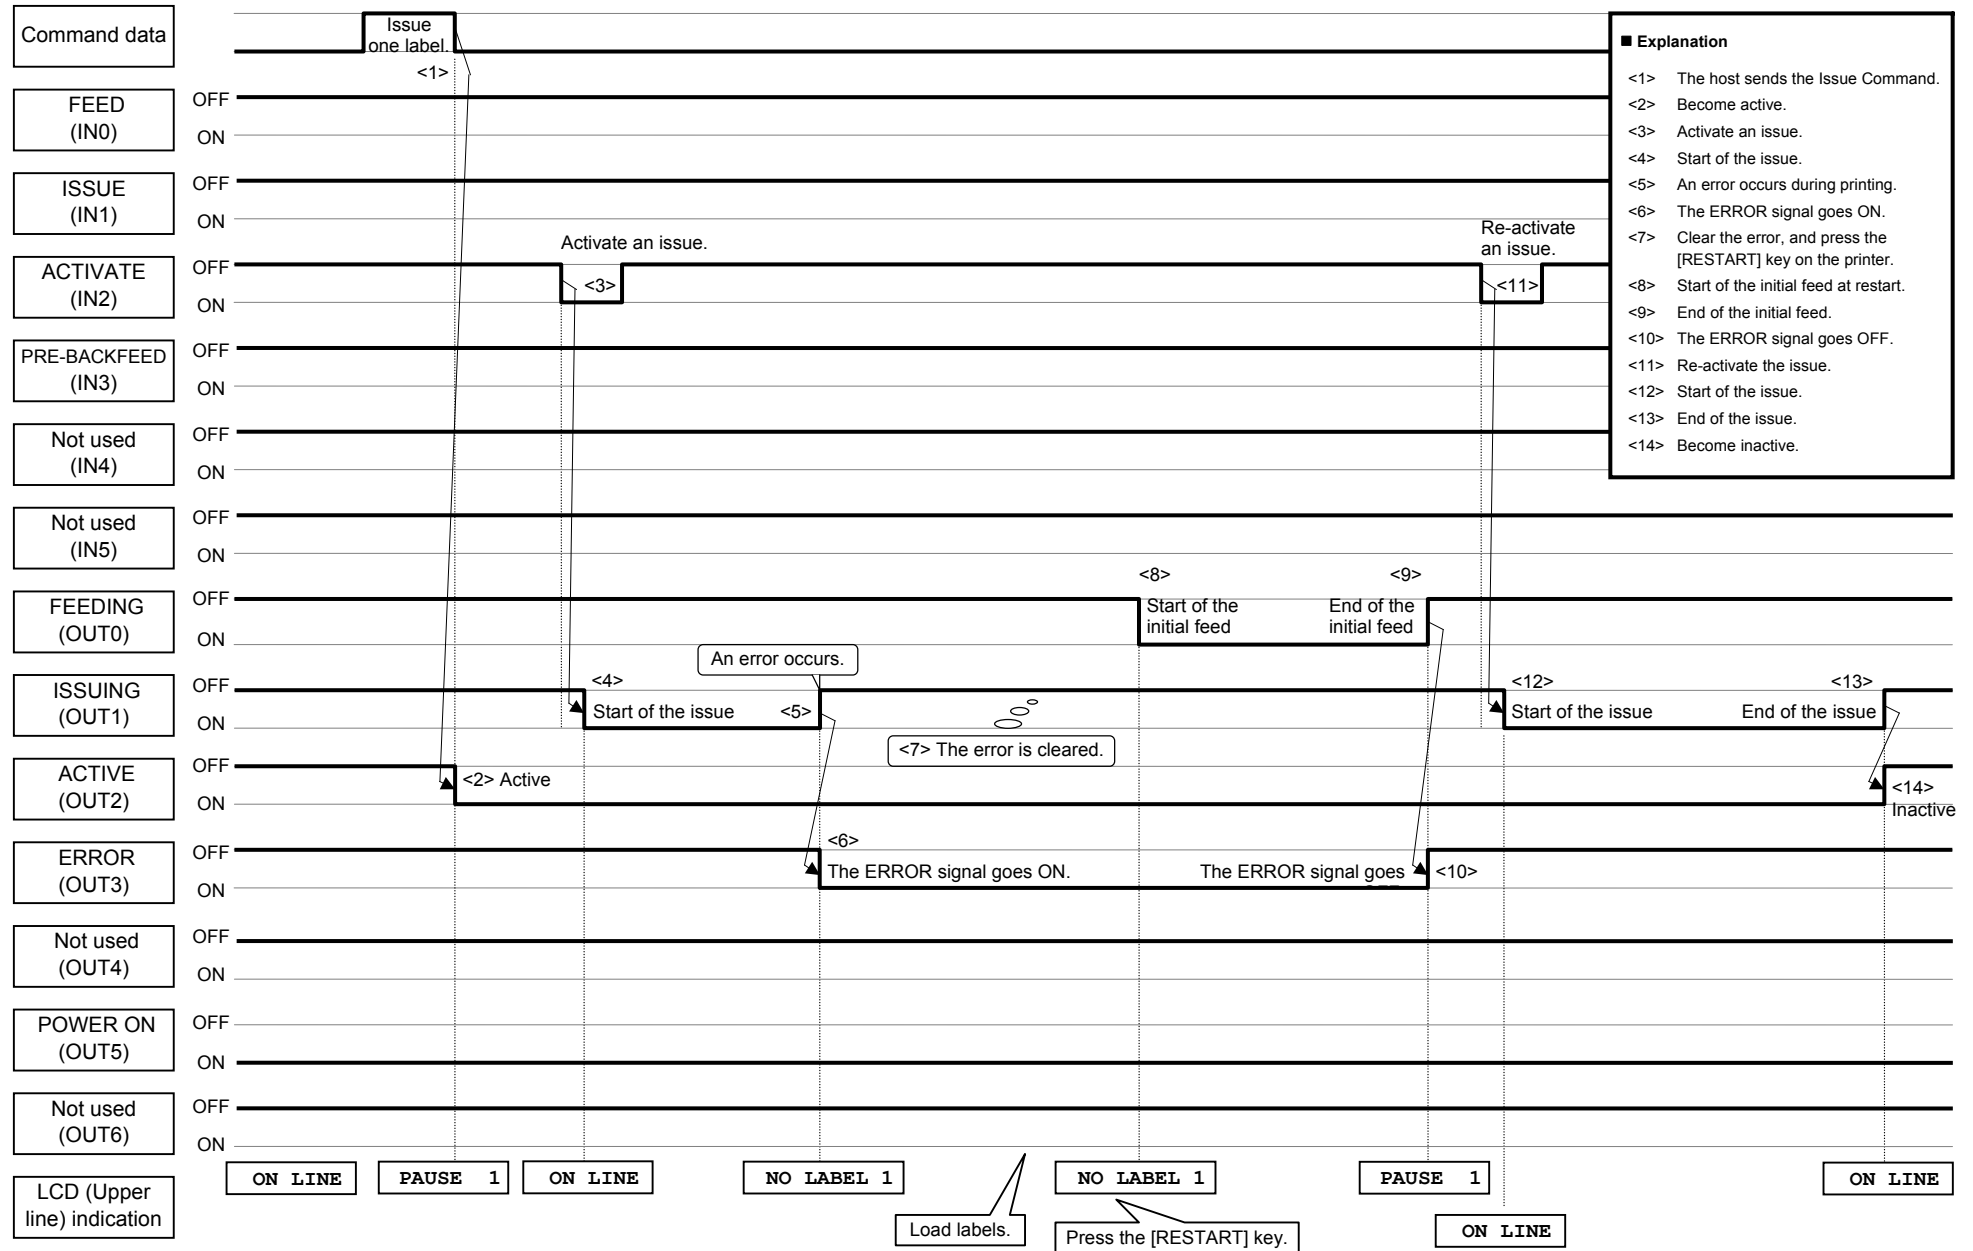 Command data
Issue
one label.
<1>
FEED
(IN0)
OFF
ON
ISSUE
(IN1)
OFF
ON
Activate an issue.
Re-activate
an issue.
ACTIVATE
(IN2)
OFF
ON
<3>
<11>
PRE-BACKFEED
(IN3)
OFF
ON
Not used
(IN4)
OFF
ON
Not used
(IN5)
OFF
ON
<8>
<9>
FEEDING
(OUT0)
OFF
ON
Start of the
initial feed
End of the
initial feed
An error occurs.
ISSUING
(OUT1)
OFF
ON
<4>
Start of the issue
<5>
<7> The error is cleared.
<12>
Start of the issue
<13>
End of the issue
ACTIVE
(OUT2)
OFF
ON
<2> Active
<14>
Inactive
ERROR
(OUT3)
OFF
ON
<6>
The ERROR signal goes ON.
The ERROR signal goes
<10>
Not used
(OUT4)
OFF
ON
POWER ON
(OUT5)
OFF
ON
Not used
(OUT6)
OFF
ON
LCD (Upper
line) indication
ON LINE
PAUSE 1
ON LINE
NO LABEL 1
NO LABEL 1
PAUSE 1
ON LINE
Load labels.
Press the [RESTART] key.
ON LINE
■ Explanation
<1> The host sends the Issue Command.
<2> Become active.
<3> Activate an issue.
<4> Start of the issue.
<5> An error occurs during printing.
<6> The ERROR signal goes ON.
<7> Clear the error, and press the
[RESTART] key on the printer.
<8> Start of the initial feed at restart.
<9> End of the initial feed.
<10> The ERROR signal goes OFF.
<11> Re-activate the issue.
<12> Start of the issue.
<13> End of the issue.
<14> Become inactive.